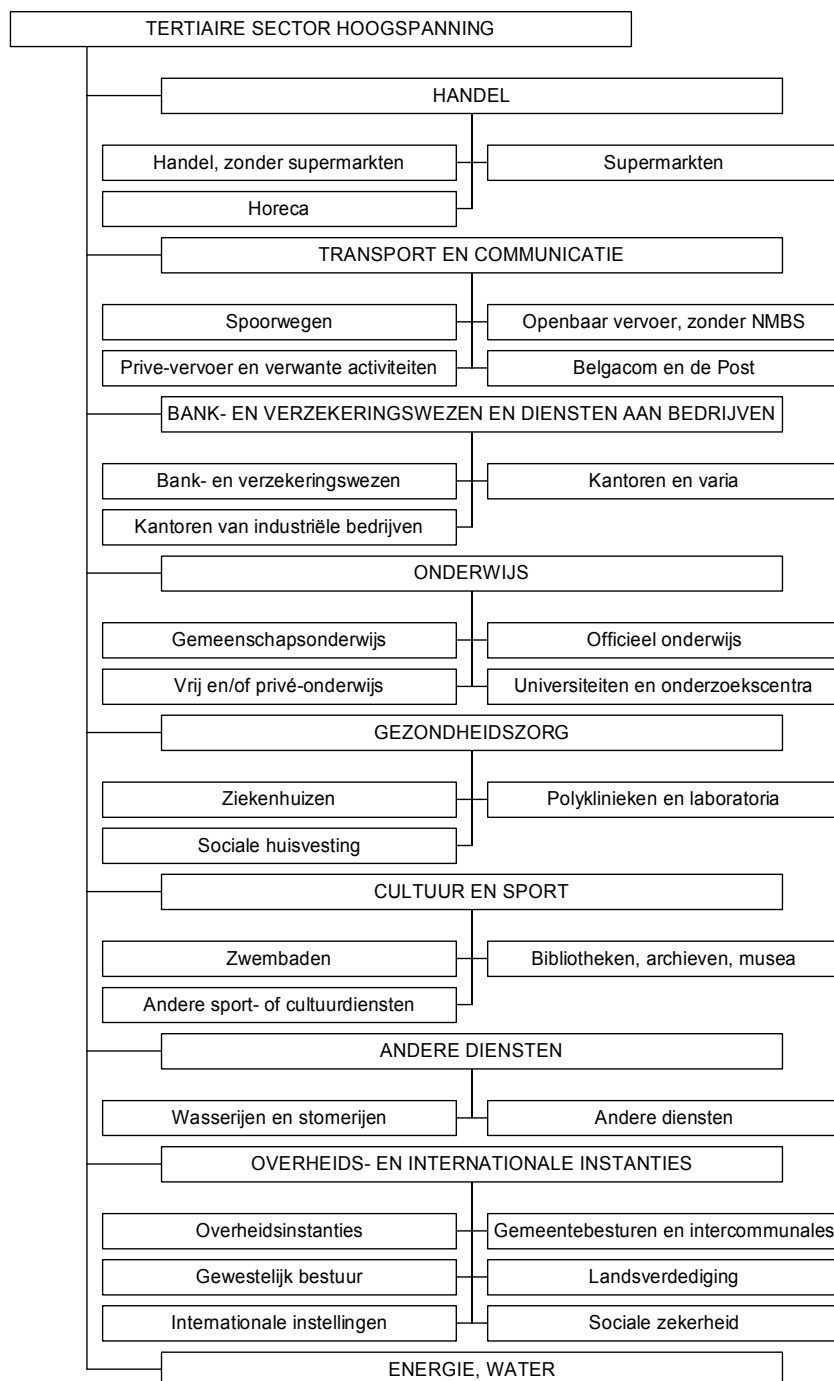 TERTIAIRE SECTOR HOOGSPANNING
HANDEL
Handel, zonder supermarkten
Supermarkten
Horeca
TRANSPORT EN COMMUNICATIE
Spoorwegen
Openbaar vervoer, zonder NMBS
Prive-vervoer en verwante activiteiten
Belgacom en de Post
BANK- EN VERZEKERINGSWEZEN EN DIENSTEN AAN BEDRIJVEN
Bank- en verzekeringswezen
Kantoren en varia
Kantoren van industriële bedrijven
ONDERWIJS
Gemeenschapsonderwijs
Officieel onderwijs
Vrij en/of privé-onderwijs
Universiteiten en onderzoekscentra
GEZONDHEIDSZORG
Ziekenhuizen
Polyklinieken en laboratoria
Sociale huisvesting
CULTUUR EN SPORT
Zwembaden
Bibliotheken, archieven, musea
Andere sport- of cultuurdiensten
ANDERE DIENSTEN
Wasserijen en stomerijen
Andere diensten
OVERHEIDS- EN INTERNATIONALE INSTANTIES
Overheidsinstanties
Gemeentebesturen en intercommunales
Gewestelijk bestuur
Landsverdediging
Internationale instellingen
Sociale zekerheid
ENERGIE, WATER